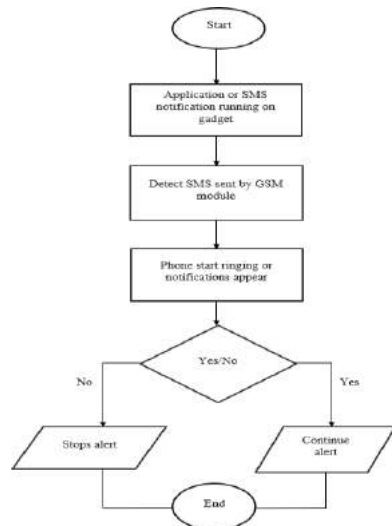 Start
Application or SMS
notification running on
gadget
Detect SMS sent by GSM
module
Phone start ringing or
notifications appear
Yes/No
No
Yes
Stops alert
Continue
alert
End